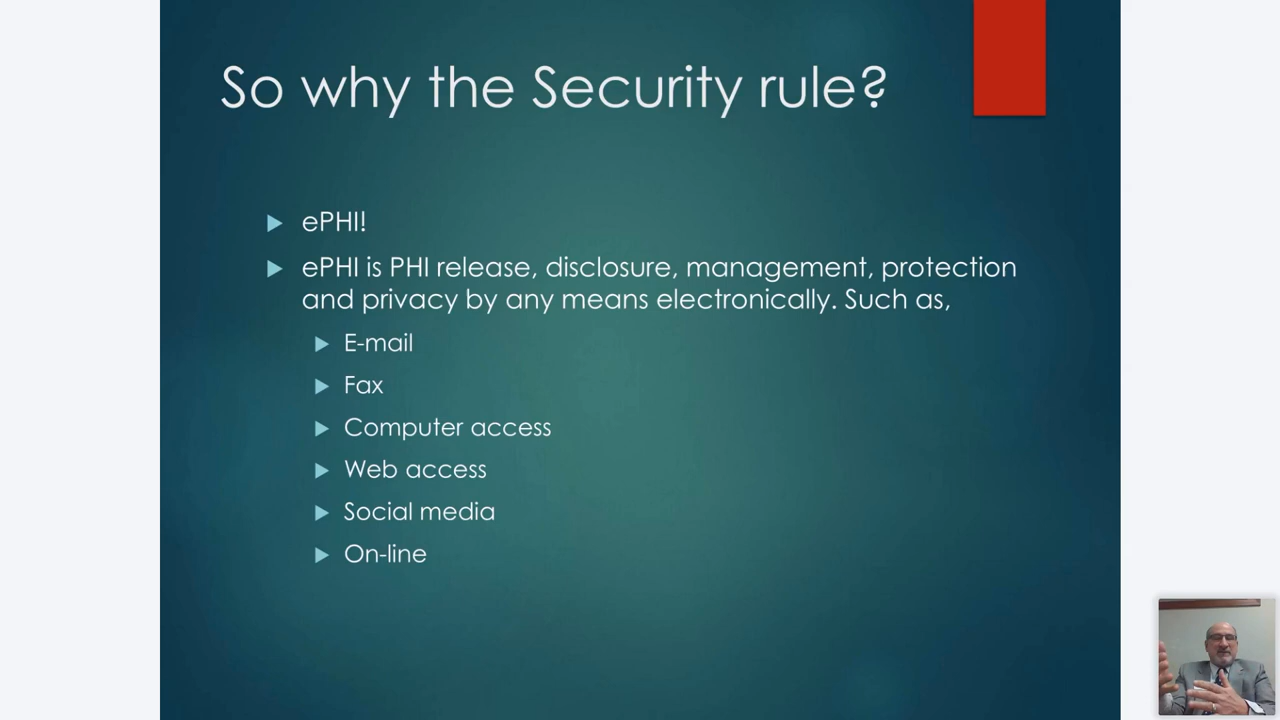 So why the Security rule?
ePHI!
ePHI is PHI release, disclosure, management, protection
and privacy by any means electronically. Such as,
E-mail
Fax
Computer access
Web access
Social media
On-line